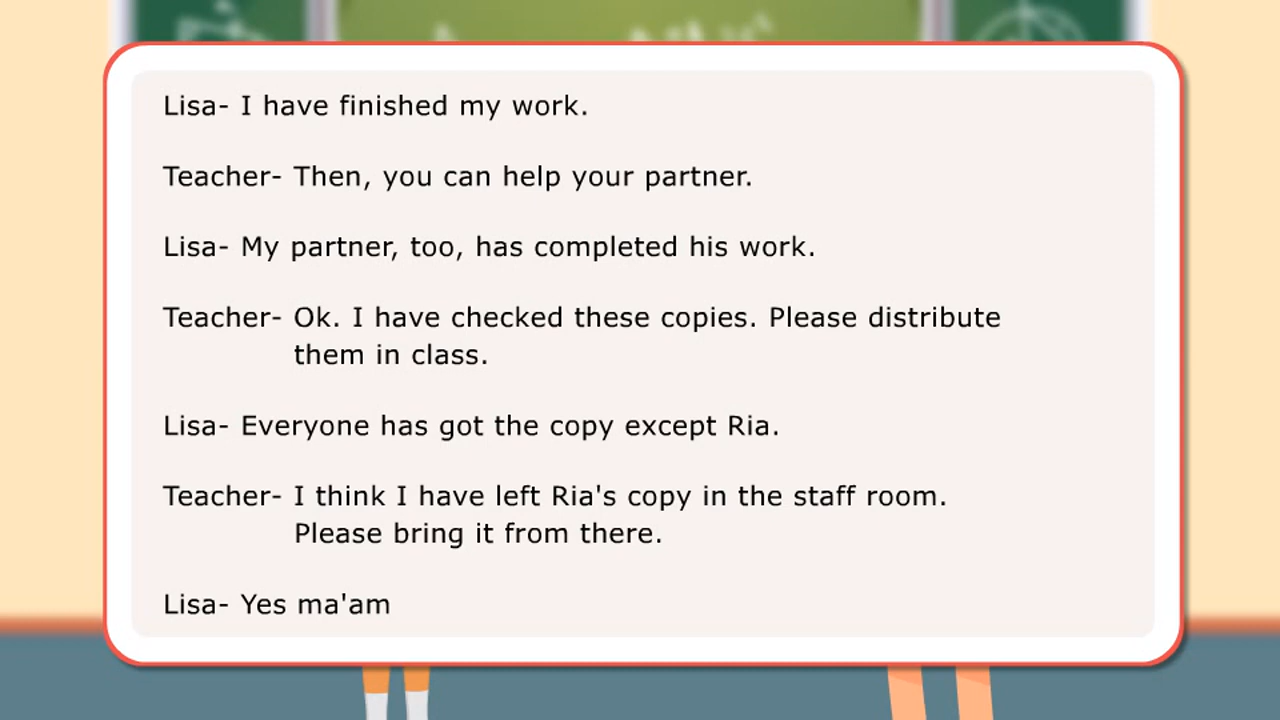 Lisa- I have finished my work.
Teacher- Then, you can help your partner.
Lisa- My partner, too, has completed his work.
Teacher- Ok. I have checked these copies. Please distribute
them in class.
Lisa- Everyone has got the copy except Ria.
Teacher- I think I have left Ria's copy in the staff room.
Please bring it from there.
Lisa- Yes ma'am